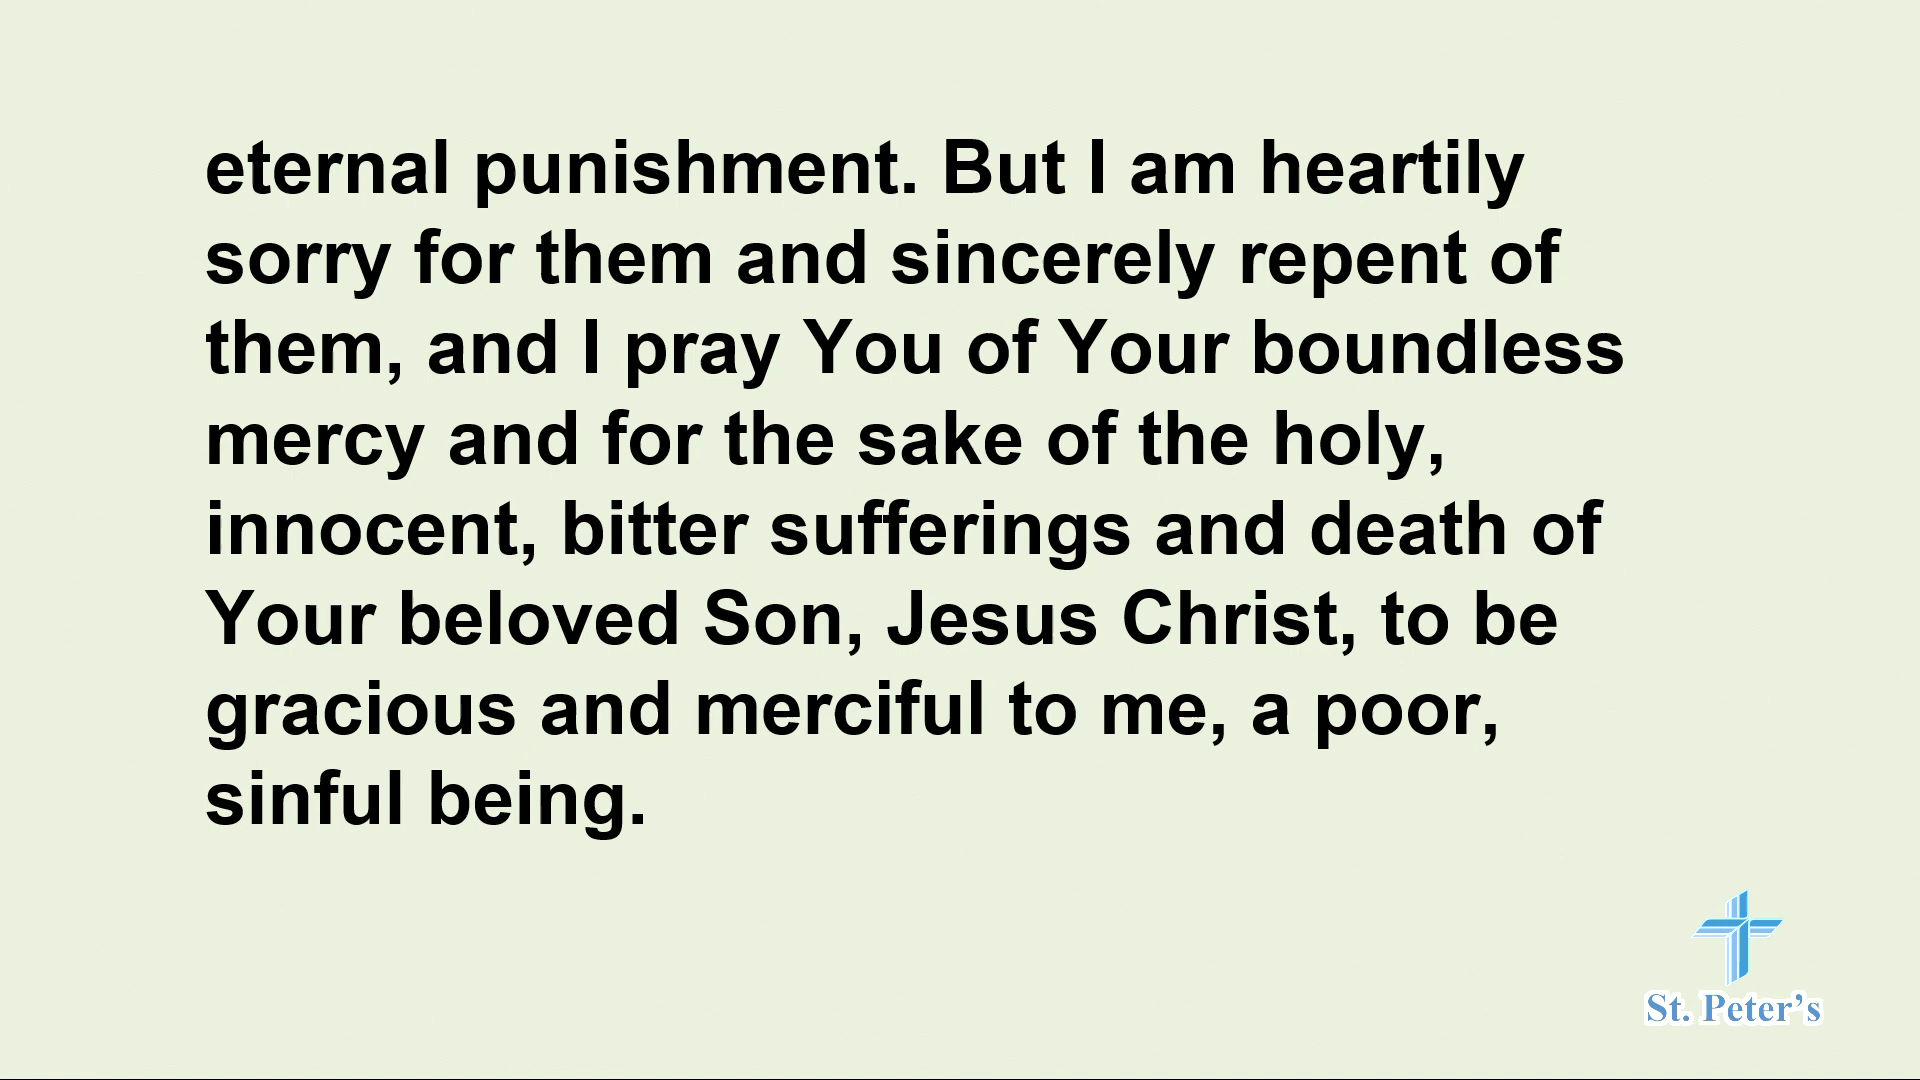 eternal punishment. But I am heartily
sorry for them and sincerely repent of
them, and I pray You of Your boundless
mercy and for the sake of the holy,
innocent, bitter sufferings and death of
Your beloved Son, Jesus Christ, to be
gracious and merciful to me, a poor,
sinful being.
St. Peter's